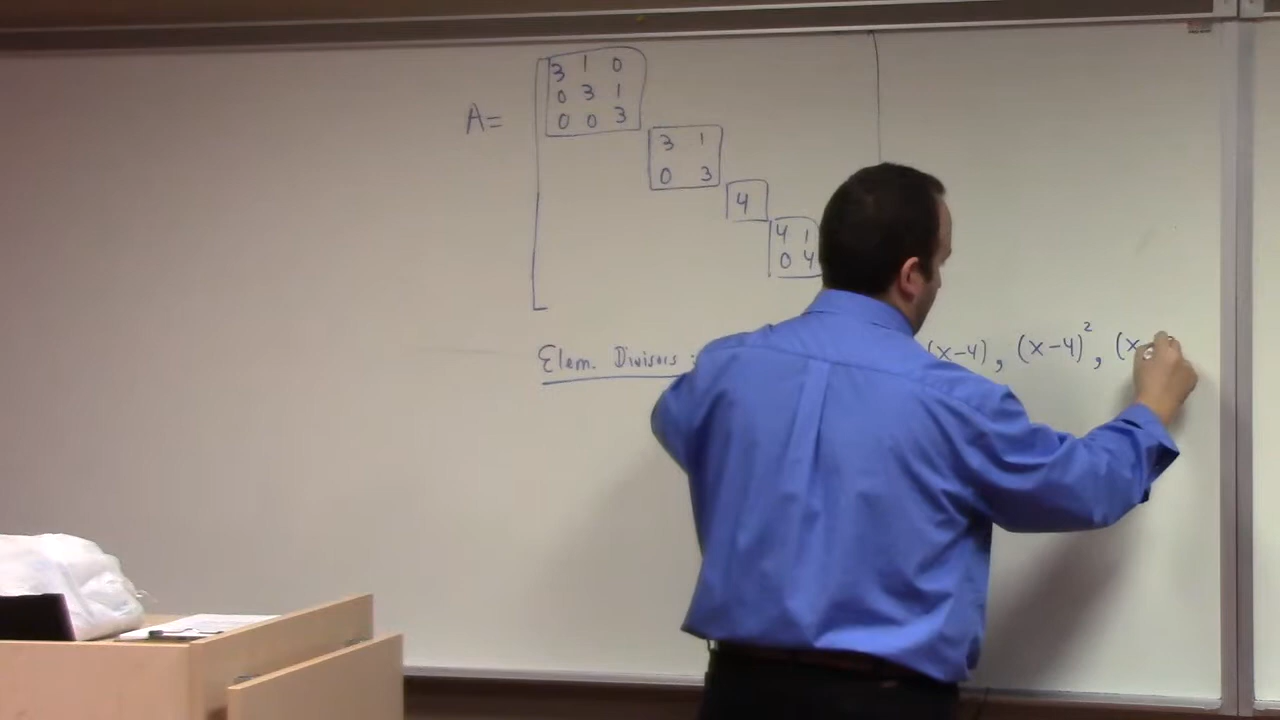 3 1 0
A= 0 3 1
0 0 3
3 1
0 3
4
4 1
0 4
Elem. Divisors : (x-4), (x-4)², (x